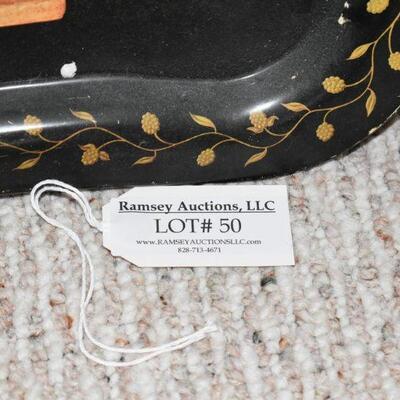 Ramsey Auctions, LLC
LOT# 50
www.RAMSEYAUCTIONSLLC.com
828-713-4671